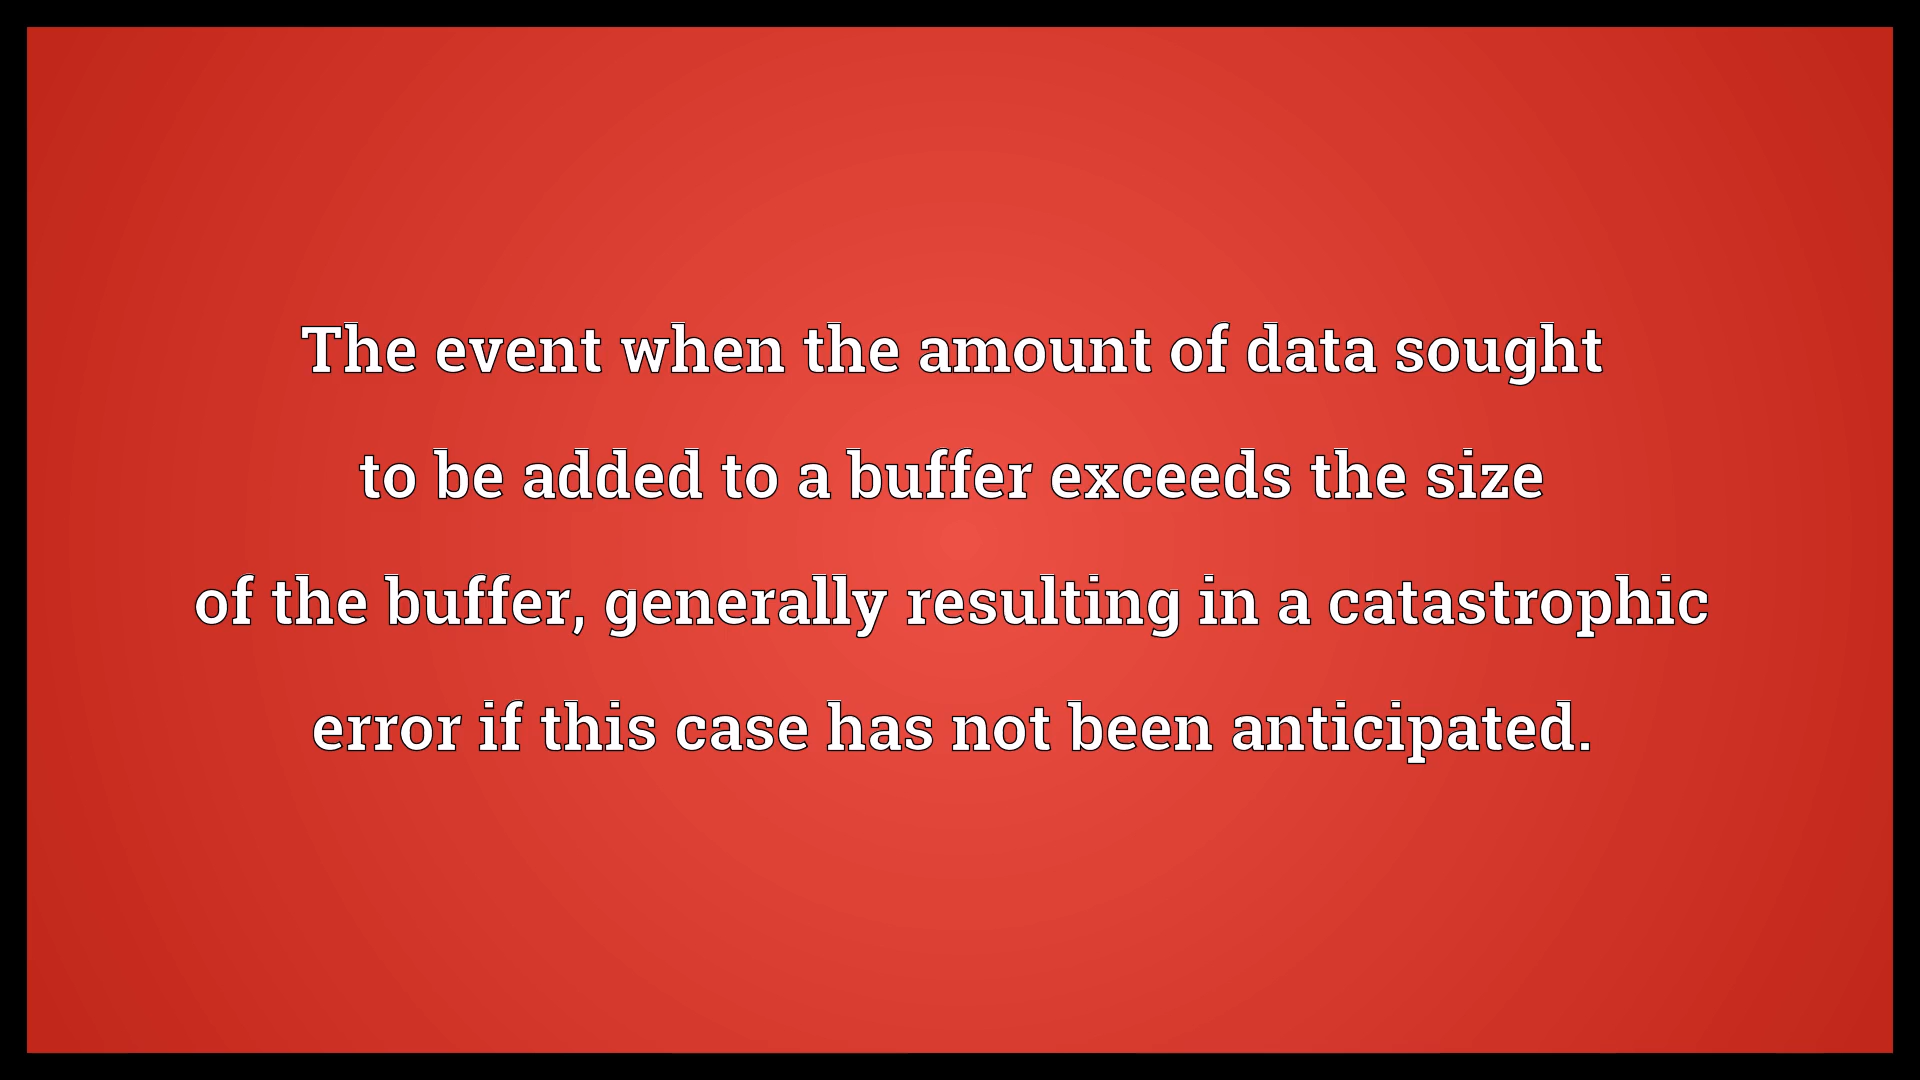 The event when the amount of data sought
to be added to a buffer exceeds the size
of the buffer, generally resulting in a catastrophic
error if this case has not been anticipated.